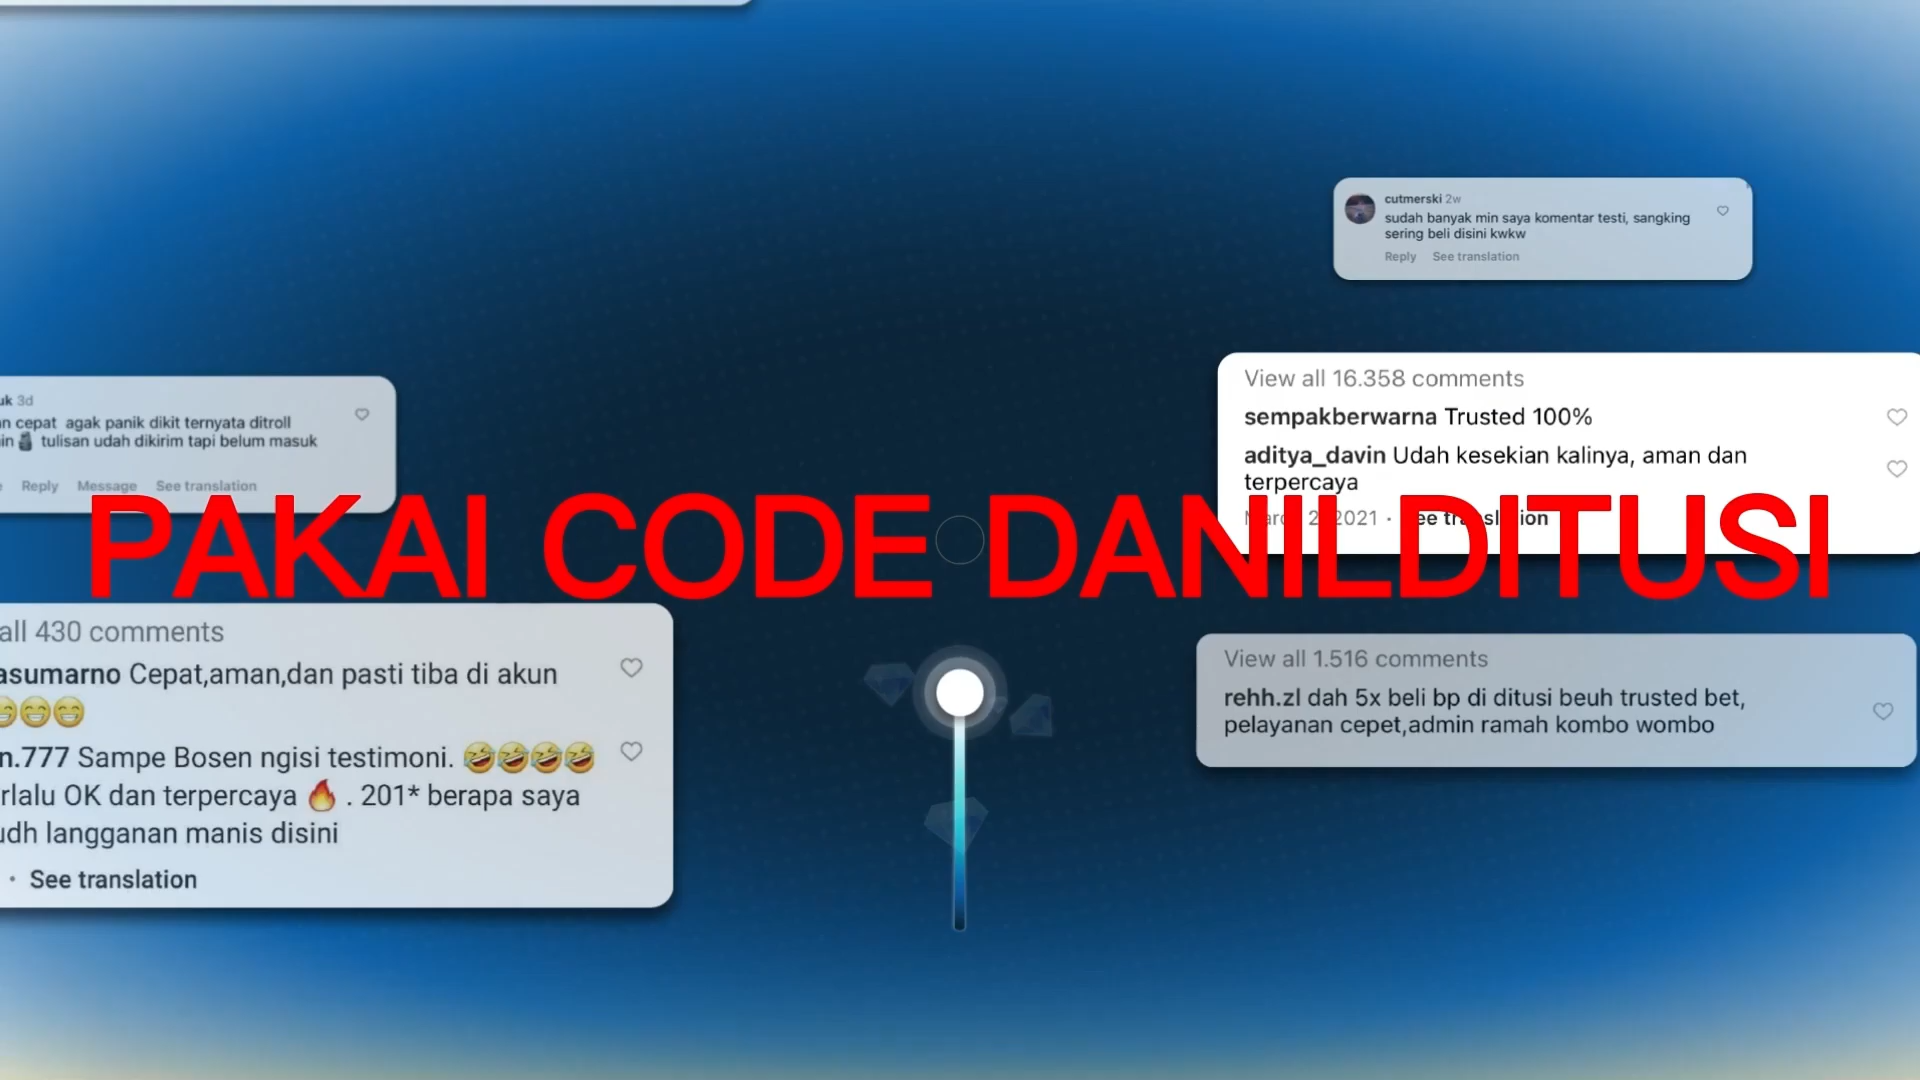 cutmerski 2w
sudah banyak min saya komentar testi, sangking
sering beli disini kwkw
Reply See translation
View all 16.358 comments
sempakberwarna Trusted 100%
aditya_davin Udah kesekian kalinya, aman dan
terpercaya
2021 · See translation
uk 3d
n cepat agak panik dikit ternyata ditroll
in 🗿 tulisan udah dikirim tapi belum masuk
Reply Message See translation
PAKAI CODE DANILDITUSI
all 430 comments
asumarno Cepat,aman,dan pasti tiba di akun
😁😁😁
n.777 Sampe Bosen ngisi testimoni. 🤣🤣🤣🤣
rlalu OK dan terpercaya 🔥 . 201* berapa saya
udh langganan manis disini
· See translation
View all 1.516 comments
rehh.zl dah 5x beli bp di ditusi beuh trusted bet,
pelayanan cepet,admin ramah kombo wombo